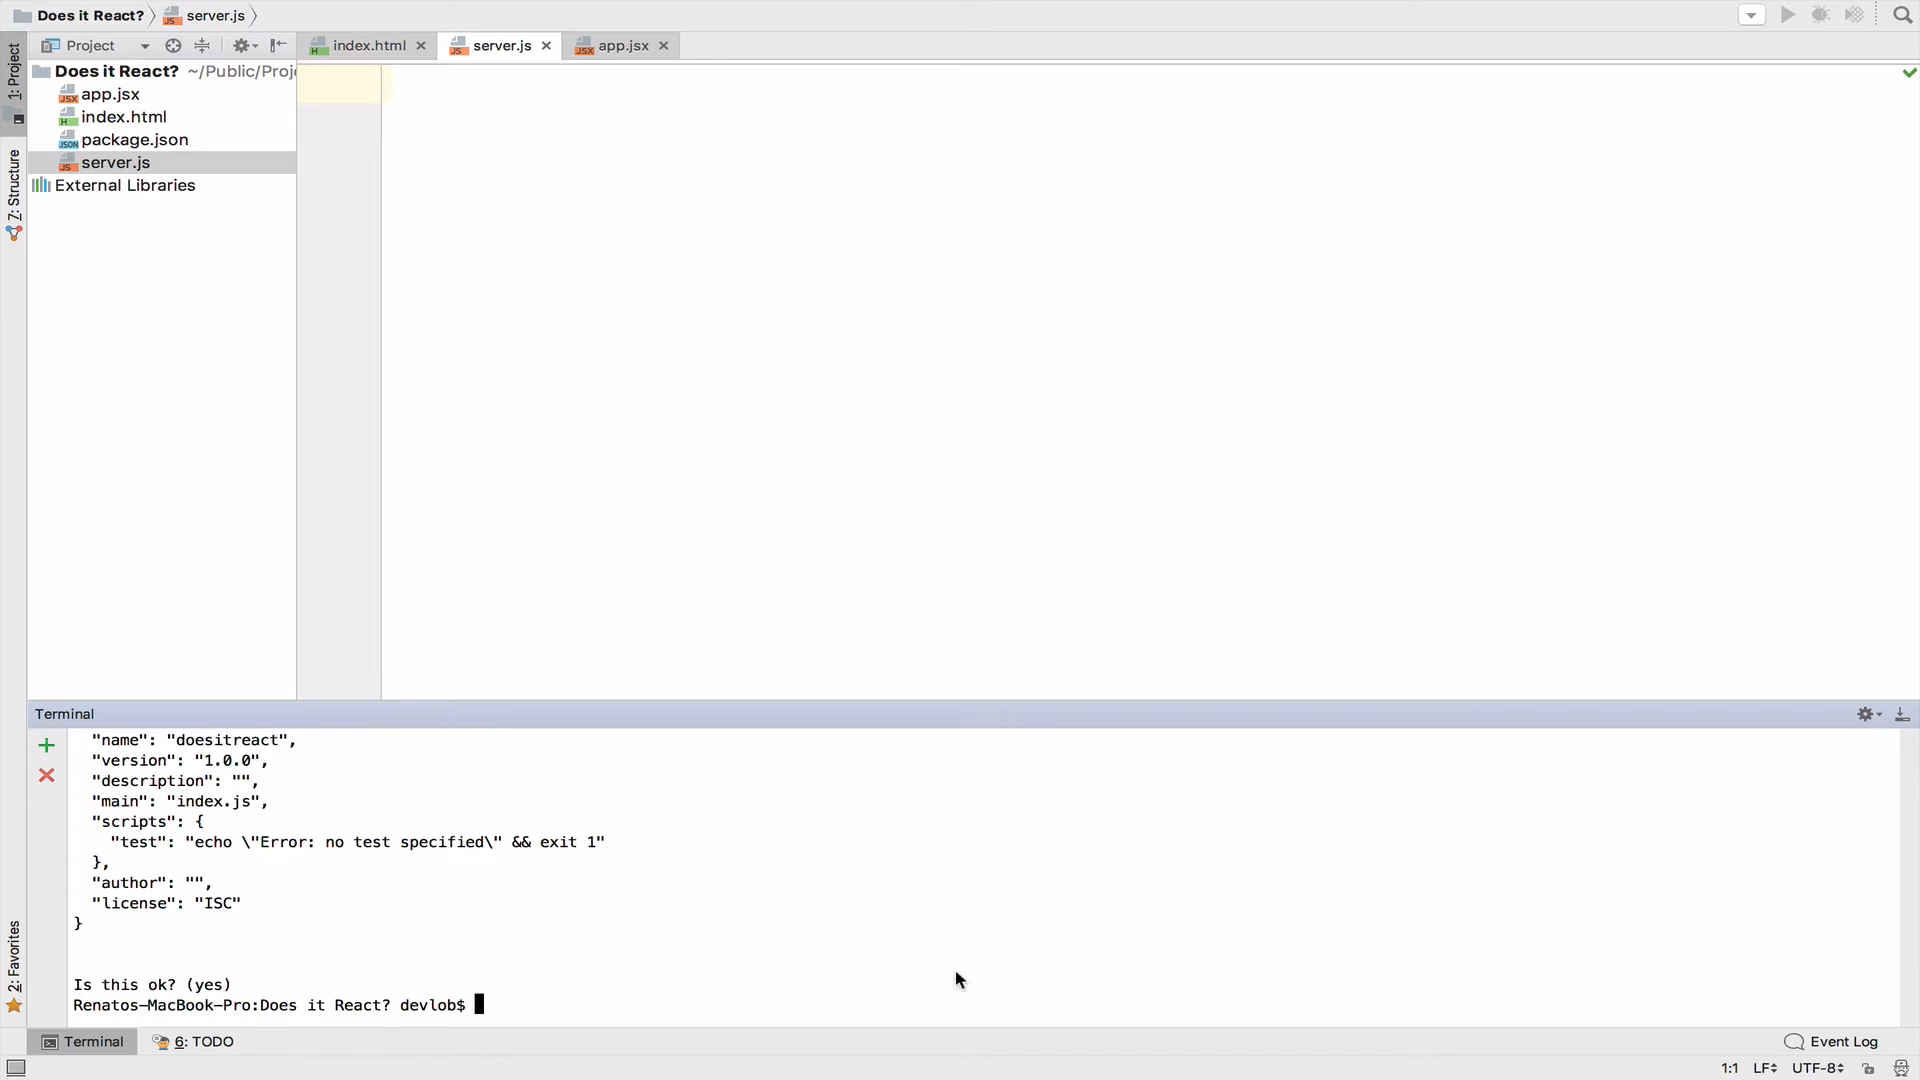 Does it React? server.js
Project index.html server.js app.jsx
1: Project
Does it React? ~/Public/Proj
app.jsx
index.html
package.json
server.js
External Libraries
7: Structure
Terminal
"name": "doesitreact",
"version": "1.0.0",
"description": "",
"main": "index.js",
"scripts": {
"test": "echo \"Error: no test specified\" && exit 1"
},
"author": "",
"license": "ISC"
}
Is this ok? (yes)
Renatos-MacBook-Pro:Does it React? devlob$
2: Favorites
Terminal 6: TODO Event Log
1:1 LF UTF-8